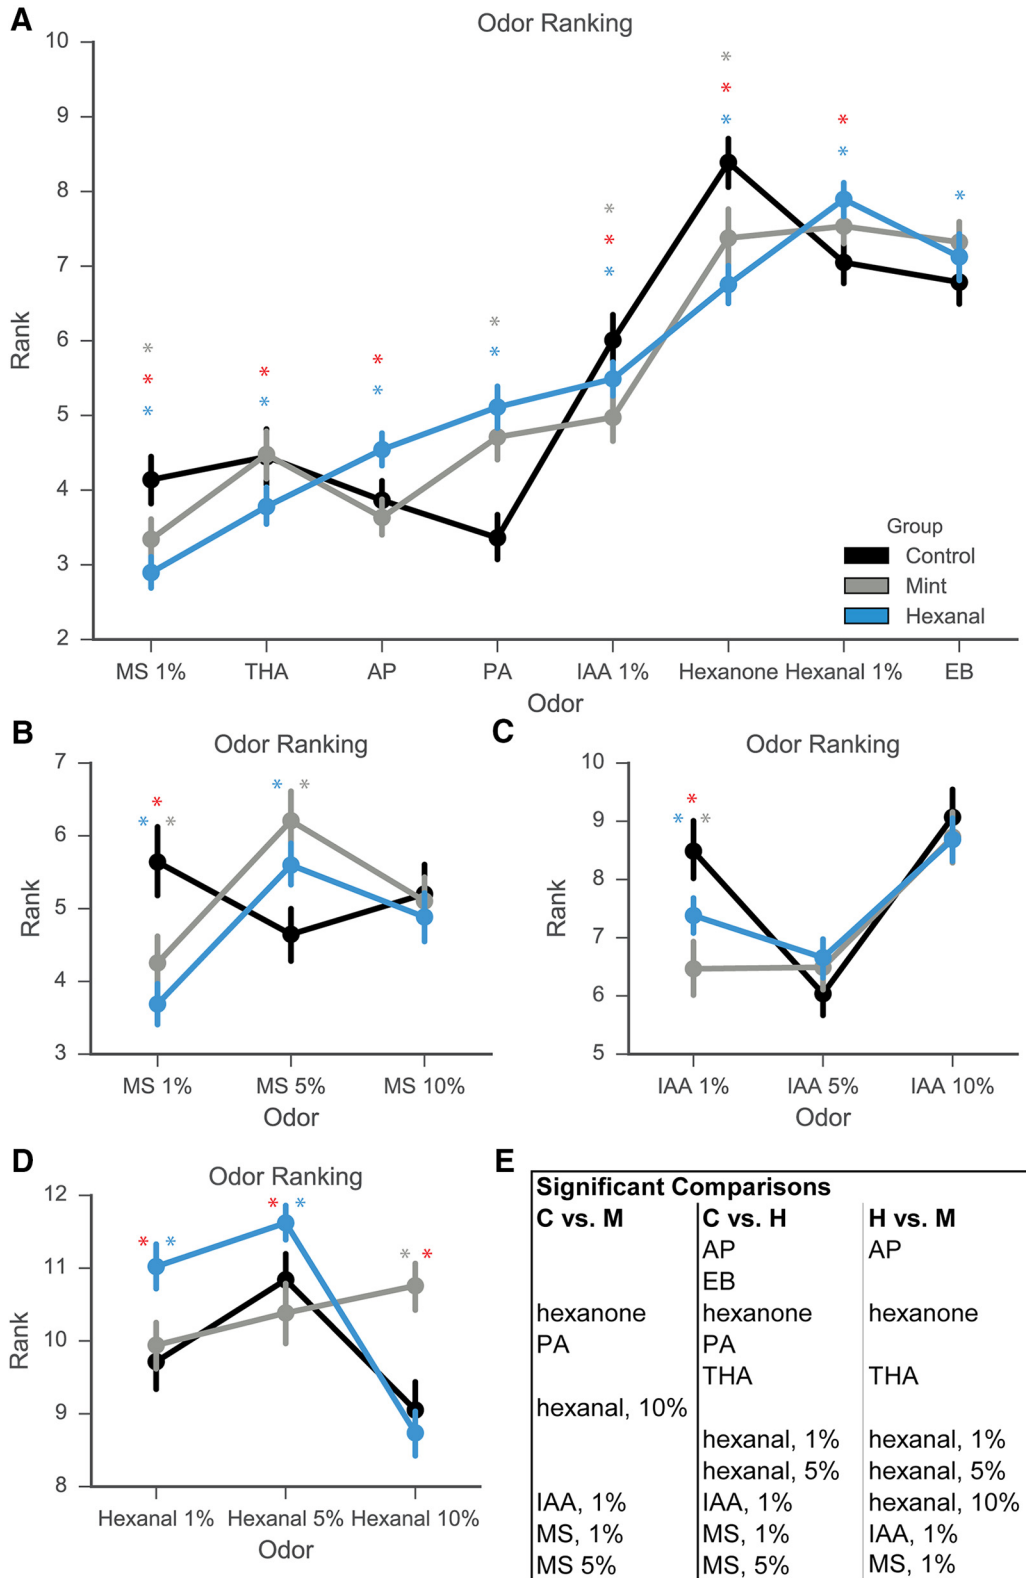 A
Odor Ranking
10
9
8
7
6
5
4
3
2
Rank
* * *
* *
* *
* *
* * *
* * *
* *
*
Group
Control
Mint
Hexanal
MS 1% THA AP PA IAA 1% Hexanone Hexanal 1% EB
Odor
B
Odor Ranking
7
6
5
4
3
Rank
*
* *
* *
MS 1% MS 5% MS 10%
Odor
C
Odor Ranking
10
9
8
7
6
5
Rank
*
* *
IAA 1% IAA 5% IAA 10%
Odor
D
Odor Ranking
12
11
10
9
8
Rank
* *
* *
* *
Hexanal 1% Hexanal 5% Hexanal 10%
Odor
E
Significant Comparisons
C vs. M C vs. H H vs. M
AP AP
EB
hexanone hexanone hexanone
PA PA
THA THA
hexanal, 10%
hexanal, 1% hexanal, 1%
hexanal, 5% hexanal, 5%
IAA, 1% IAA, 1% hexanal, 10%
MS, 1% MS, 1% IAA, 1%
MS 5% MS, 5% MS, 1%